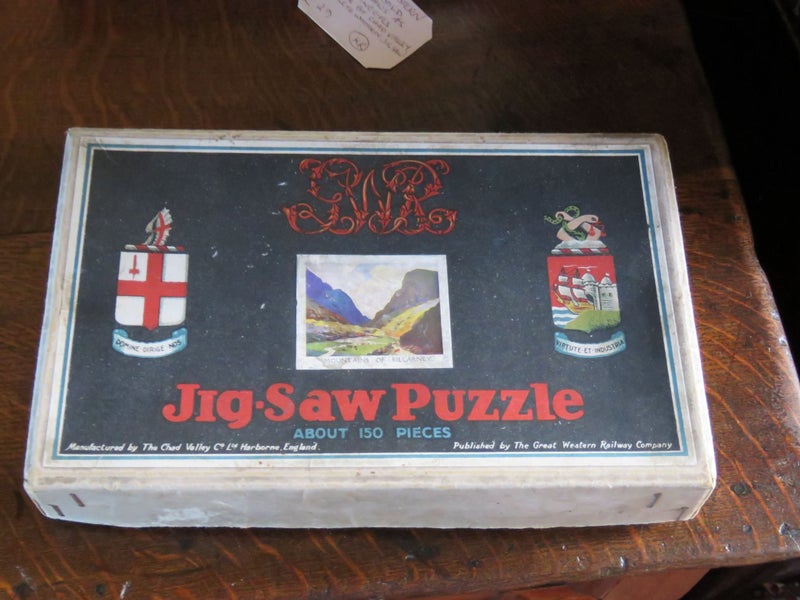 29
GWR
DOMINE DIRIGE NOS
VIRTUTE·ET·INDUSTRIA
MOUNTAINS OF KILLARNEY
Jig-Saw Puzzle
ABOUT 150 PIECES
Manufactured by The Chad Valley Co Ltd Harborne, England.
Published by The Great Western Railway Company